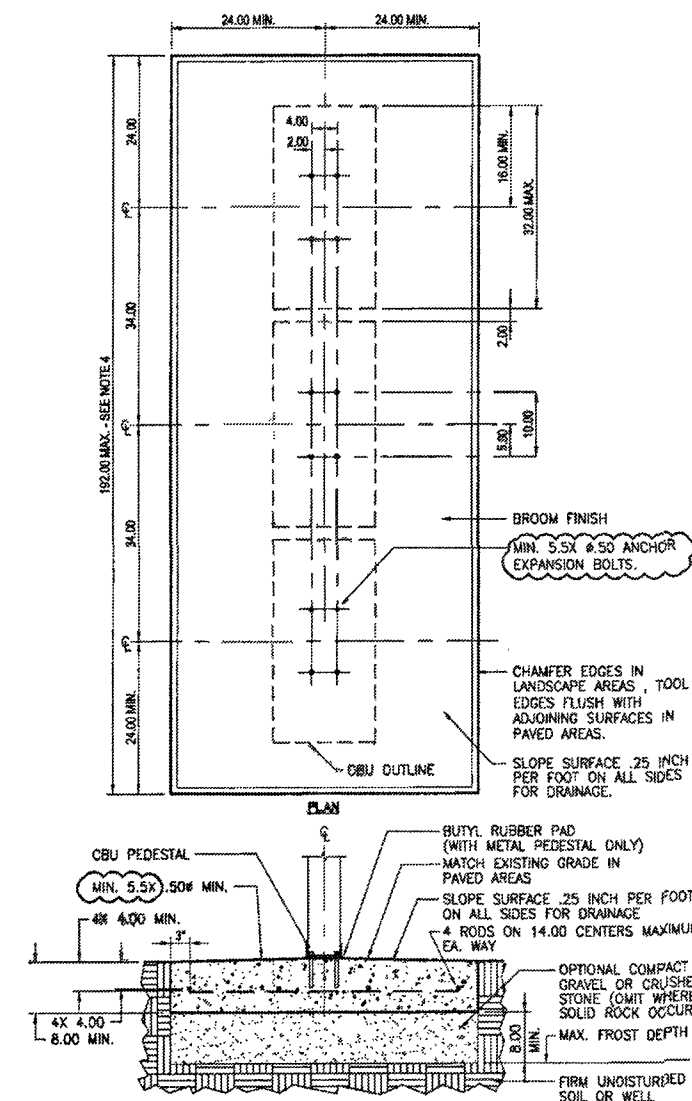 24.00 MIN.
24.00 MIN.
4.00
2.00
24.00
16.00 MIN.
32.00 MAX.
34.00
2.00
192.00 MAX. - SEE NOTE 4
10.00
34.00
BROOM FINISH
MIN. 5.5X ø.50 ANCHOR
EXPANSION BOLTS.
24.00 MIN.
CHAMFER EDGES IN
LANDSCAPE AREAS , TOOL
EDGES FLUSH WITH
ADJOINING SURFACES IN
PAVED AREAS.
CBU OUTLINE
SLOPE SURFACE .25 INCH
PER FOOT ON ALL SIDES
FOR DRAINAGE.
PLAN
BUTYL RUBBER PAD
(WITH METAL PEDESTAL ONLY)
CBU PEDESTAL
MATCH EXISTING GRADE IN
PAVED AREAS
MIN. 5.5X .50ø MIN.
SLOPE SURFACE .25 INCH PER FOOT
ON ALL SIDES FOR DRAINAGE
4X 4.00 MIN.
3"
4 RODS ON 14.00 CENTERS MAXIMU
EA. WAY
OPTIONAL COMPACT
GRAVEL OR CRUSHE
STONE (OMIT WHERE
SOLID ROCK OCCUR
4X 4.00
8.00 MIN.
8.00
MIN.
MAX. FROST DEPTH
FIRM UNDISTURBED
SOIL OR WELL